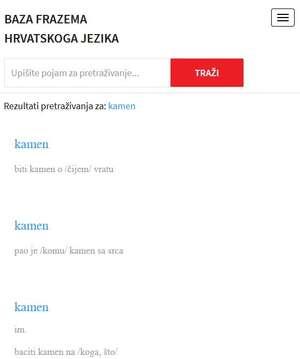 BAZA FRAZEMA
HRVATSKOGA JEZIKA
Upišite pojam za pretraživanje...
TRAŽI
Rezultati pretraživanja za: kamen
kamen
biti kamen o /čijem/ vratu
kamen
pao je /komu/ kamen sa srca
kamen
im.
baciti kamen na /koga, što/